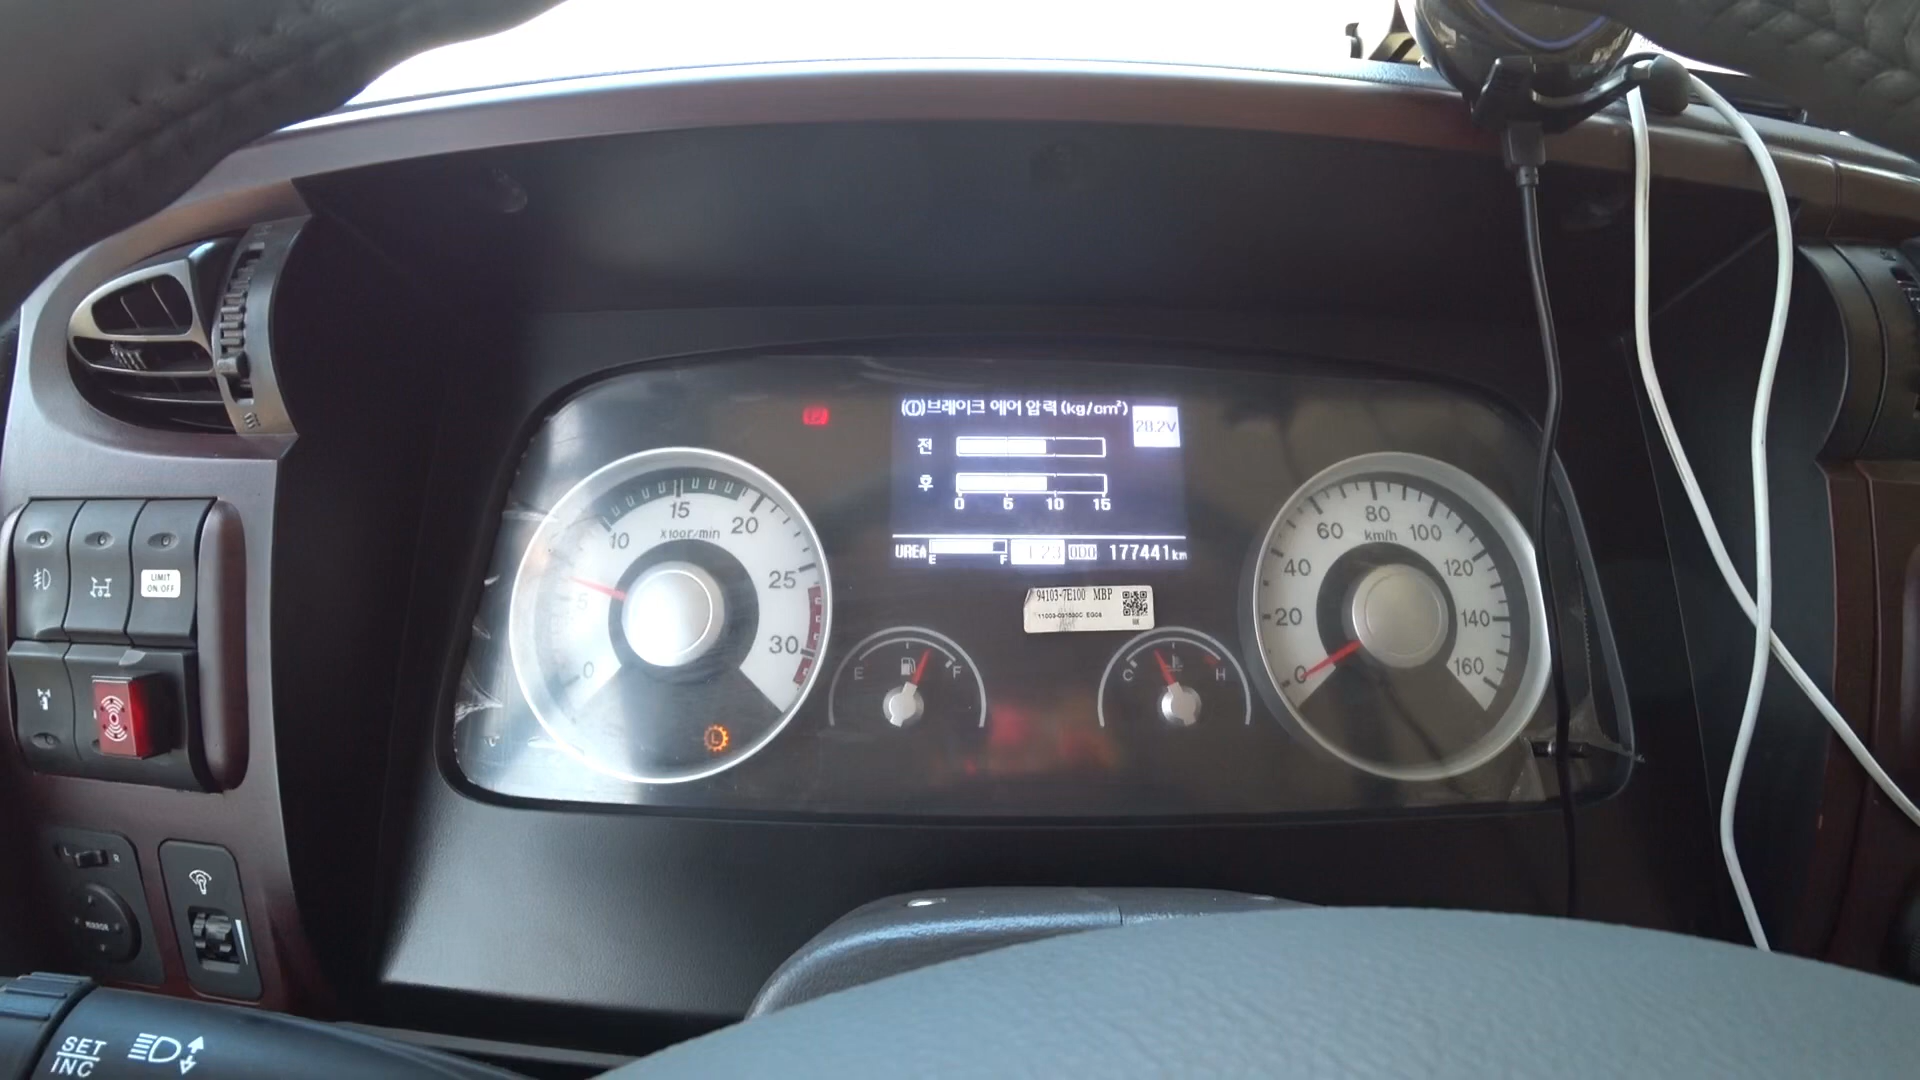 (①)브레이크 에어 압력(kg/cm²)
28.2V
전
후
0 5 10 15
UREA E F ODO 177441km
94103-7E100 MBP
0 5 10 15 20 25 30
x100r/min
E F
C H
0 20 40 60 80 100 120 140 160
km/h
L
LIMIT
ON/OFF
L R
MIRROR
SET
INC